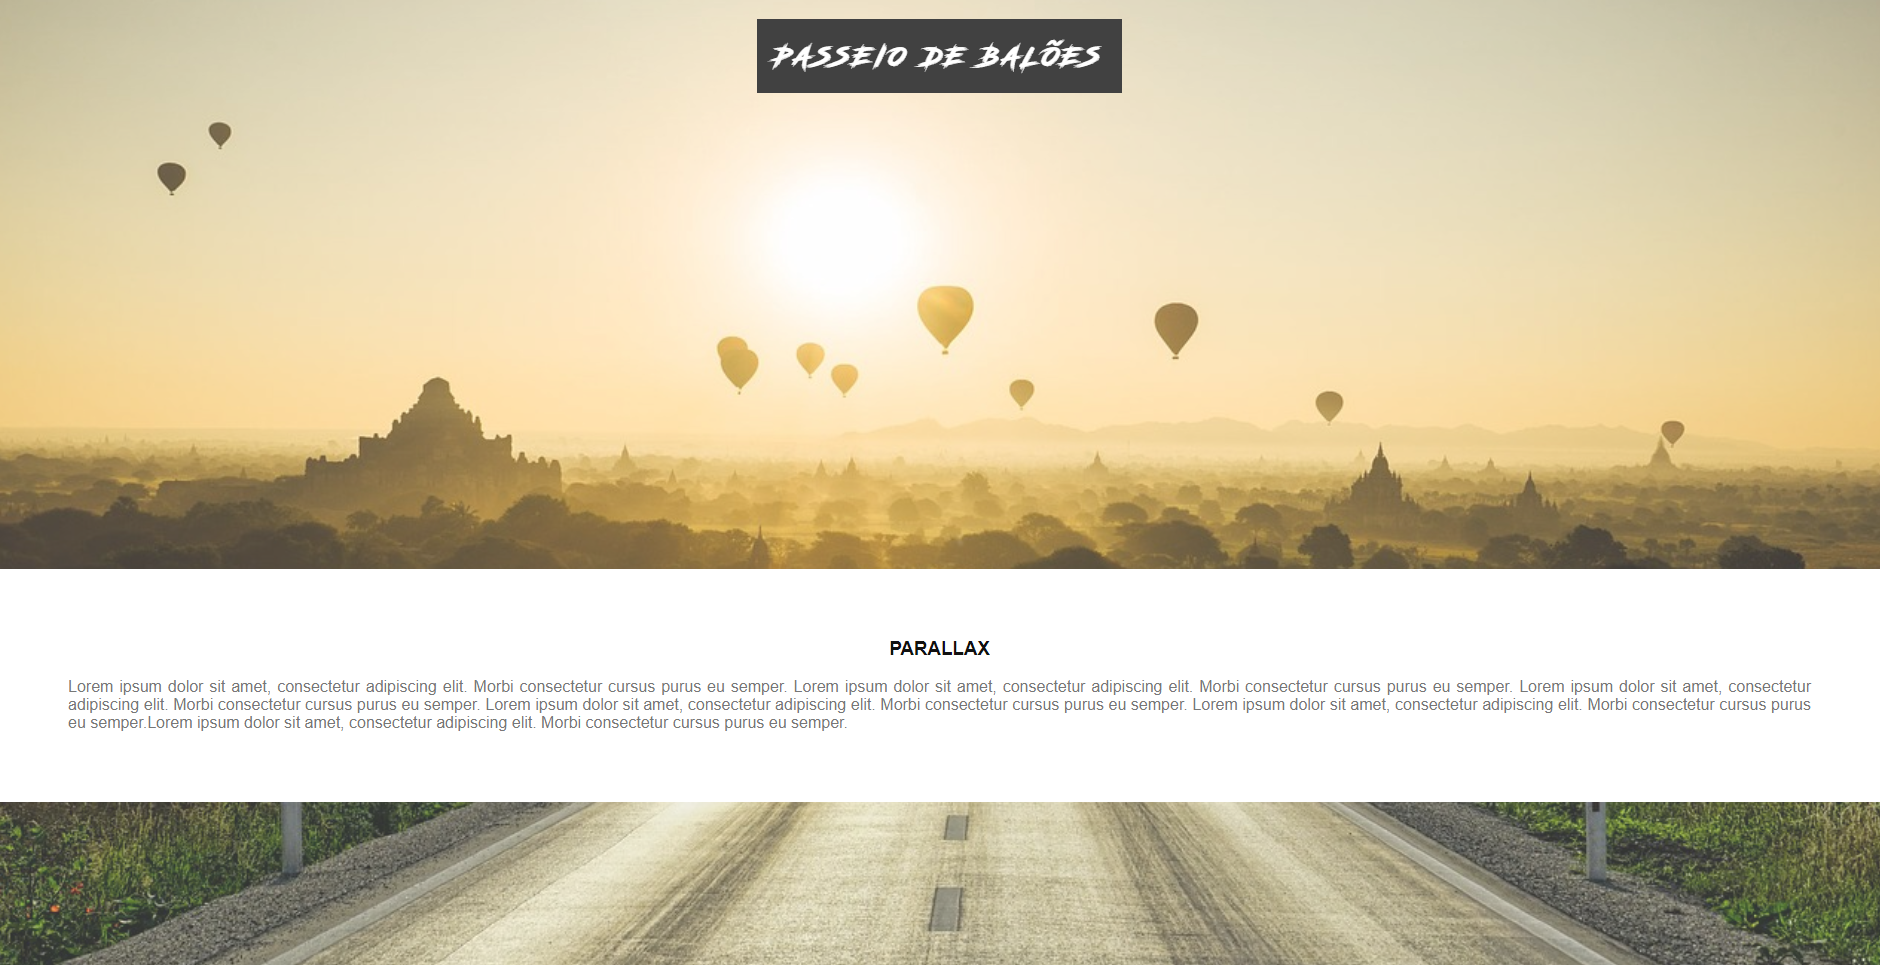 PASSEIO DE BALÕES
PARALLAX
Lorem ipsum dolor sit amet, consectetur adipiscing elit. Morbi consectetur cursus purus eu semper. Lorem ipsum dolor sit amet, consectetur adipiscing elit. Morbi consectetur cursus purus eu semper. Lorem ipsum dolor sit amet, consectetur
adipiscing elit. Morbi consectetur cursus purus eu semper. Lorem ipsum dolor sit amet, consectetur adipiscing elit. Morbi consectetur cursus purus eu semper. Lorem ipsum dolor sit amet, consectetur adipiscing elit. Morbi consectetur cursus purus
eu semper.Lorem ipsum dolor sit amet, consectetur adipiscing elit. Morbi consectetur cursus purus eu semper.